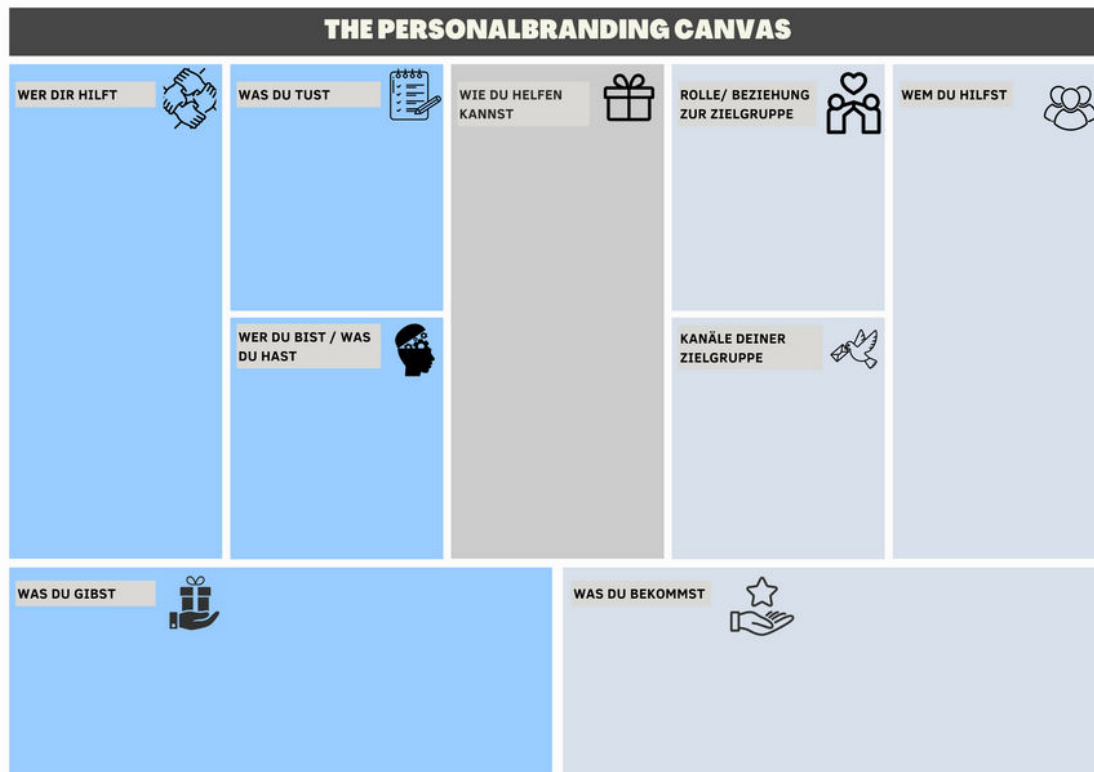 THE PERSONALBRANDING CANVAS
WER DIR HILFT
WAS DU TUST
WIE DU HELFEN
KANNST
ROLLE/ BEZIEHUNG
ZUR ZIELGRUPPE
WEM DU HILFST
WER DU BIST / WAS
DU HAST
KANÄLE DEINER
ZIELGRUPPE
WAS DU GIBST
WAS DU BEKOMMST